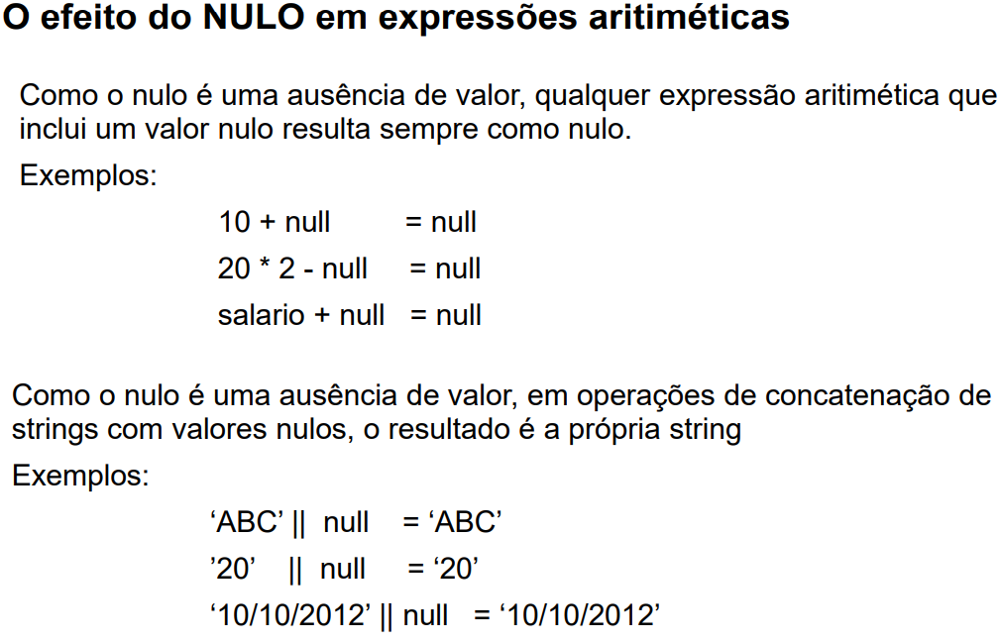 O efeito do NULO em expressões aritiméticas
Como o nulo é uma ausência de valor, qualquer expressão aritimética que
inclui um valor nulo resulta sempre como nulo.
Exemplos:
10 + null = null
20 * 2 - null = null
salario + null = null
Como o nulo é uma ausência de valor, em operações de concatenação de
strings com valores nulos, o resultado é a própria string
Exemplos:
‘ABC’ || null = ‘ABC’
’20’ || null = ‘20’
‘10/10/2012’ || null = ‘10/10/2012’